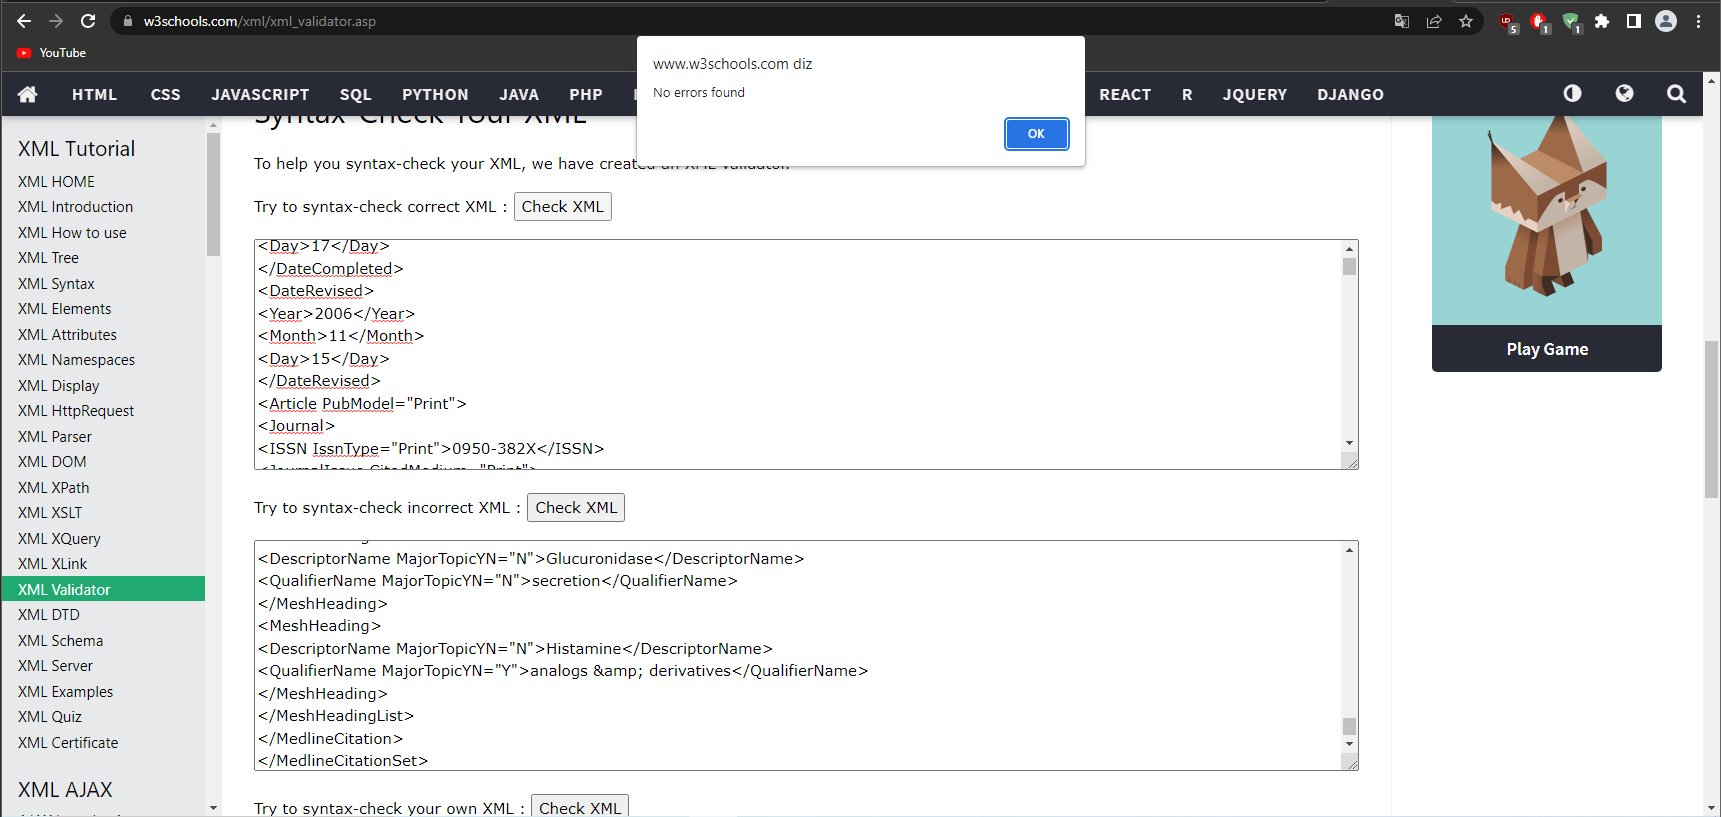 w3schools.com/xml/xml_validator.asp
5
1
1
YouTube
www.w3schools.com diz
No errors found
OK
HTML
CSS
JAVASCRIPT
SQL
PYTHON
JAVA
PHP
REACT
R
JQUERY
DJANGO
XML Tutorial
XML HOME
XML Introduction
XML How to use
XML Tree
XML Syntax
XML Elements
XML Attributes
XML Namespaces
XML Display
XML HttpRequest
XML Parser
XML DOM
XML XPath
XML XSLT
XML XQuery
XML XLink
XML Validator
XML DTD
XML Schema
XML Server
XML Examples
XML Quiz
XML Certificate
XML AJAX
Syntax-Check Your XML
To help you syntax-check your XML, we have created an XML validator.
Try to syntax-check correct XML : Check XML
<Day>17</Day>
</DateCompleted>
<DateRevised>
<Year>2006</Year>
<Month>11</Month>
<Day>15</Day>
</DateRevised>
<Article PubModel="Print">
<Journal>
<ISSN IssnType="Print">0950-382X</ISSN>
<JournalIssue CitedMedium="Print">
Try to syntax-check incorrect XML : Check XML
<DescriptorName MajorTopicYN="N">Glucuronidase</DescriptorName>
<QualifierName MajorTopicYN="N">secretion</QualifierName>
</MeshHeading>
<MeshHeading>
<DescriptorName MajorTopicYN="N">Histamine</DescriptorName>
<QualifierName MajorTopicYN="Y">analogs &amp; derivatives</QualifierName>
</MeshHeading>
</MeshHeadingList>
</MedlineCitation>
</MedlineCitationSet>
Try to syntax-check your own XML : Check XML
Play Game